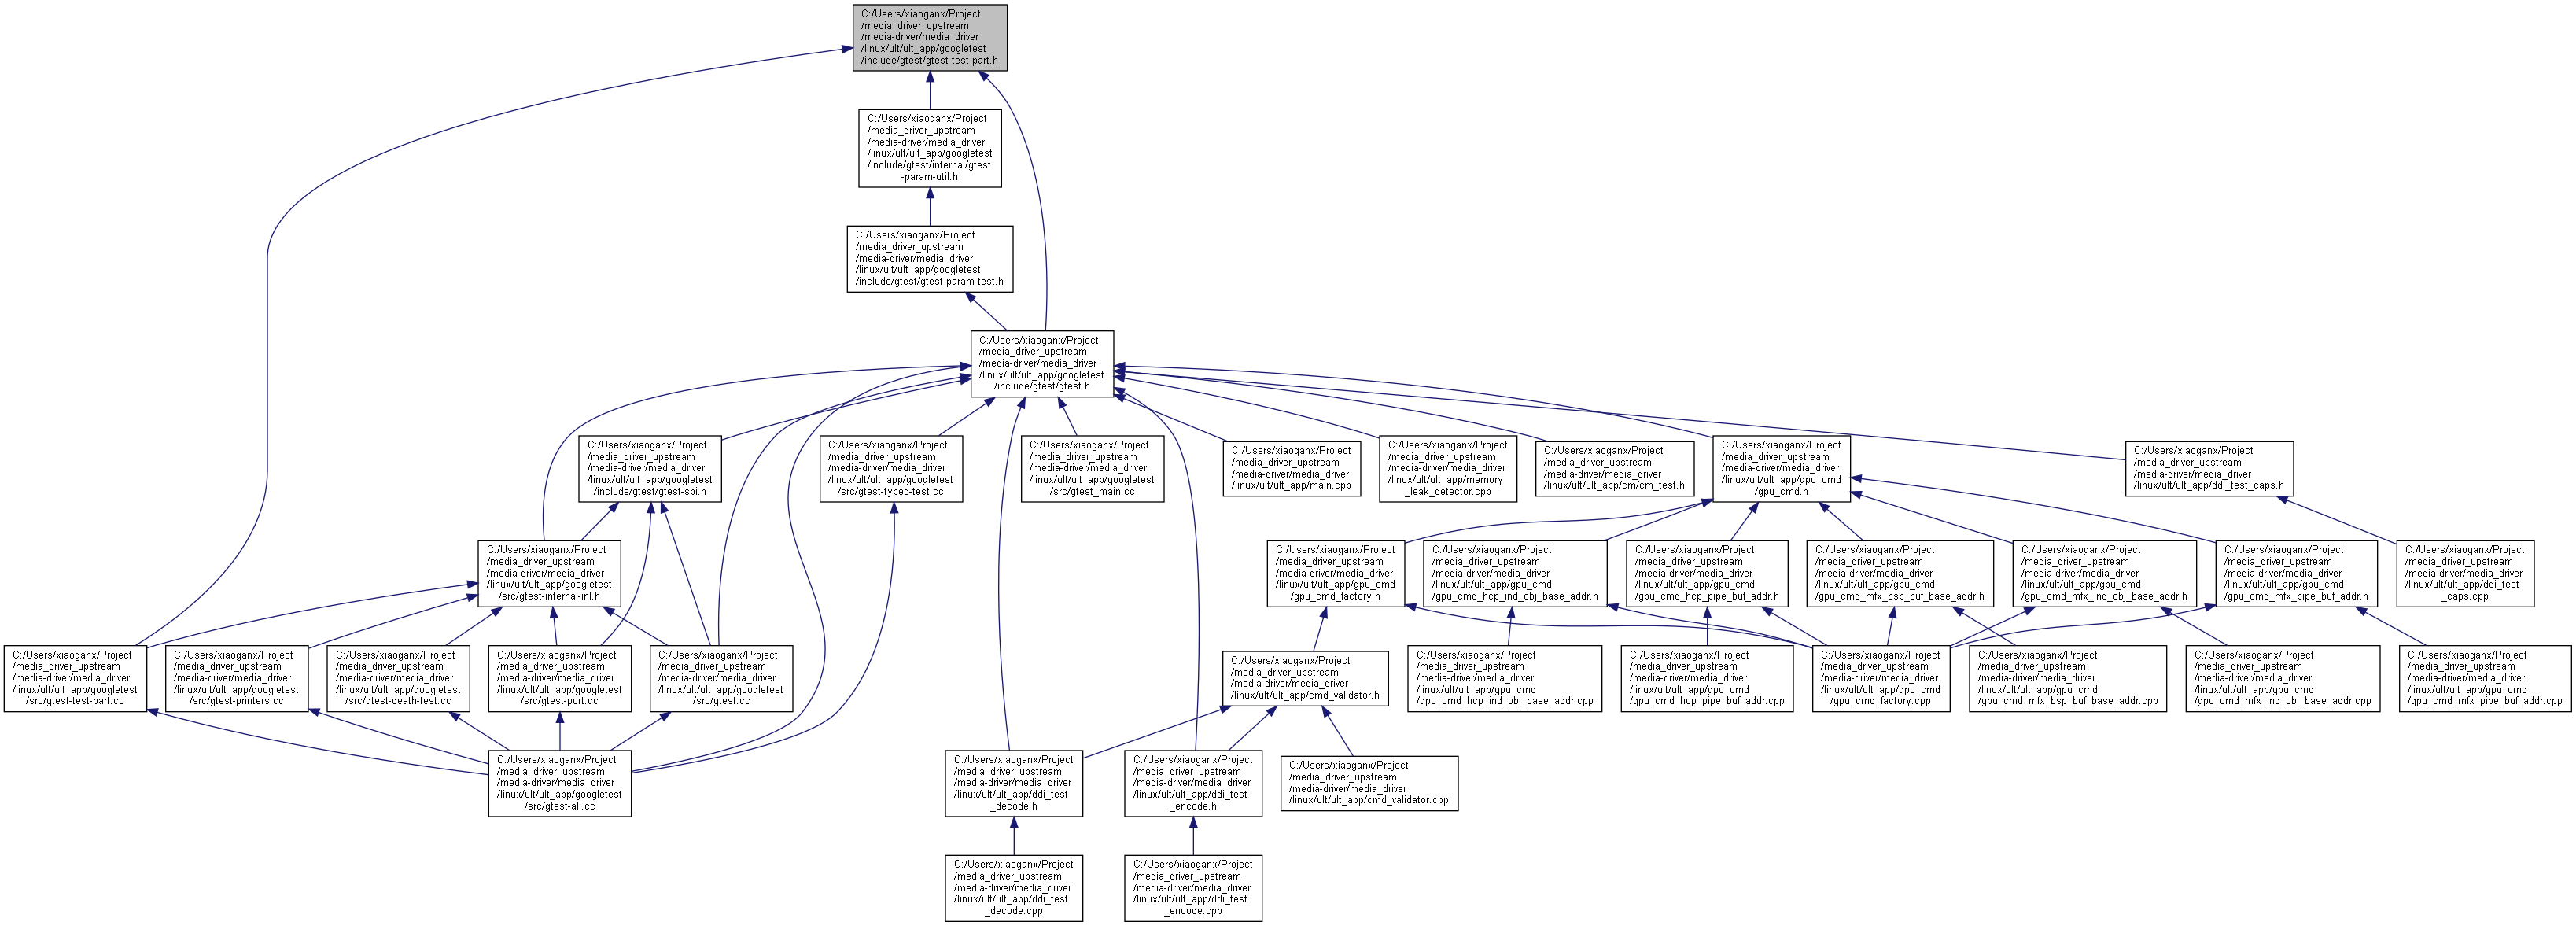 C:/Users/xiaoganx/Project
/media_driver_upstream
/media-driver/media_driver
/linux/ult/ult_app/googletest
/include/gtest/gtest-test-part.h
C:/Users/xiaoganx/Project
/media_driver_upstream
/media-driver/media_driver
/linux/ult/ult_app/googletest
/include/gtest/internal/gtest
-param-util.h
C:/Users/xiaoganx/Project
/media_driver_upstream
/media-driver/media_driver
/linux/ult/ult_app/googletest
/include/gtest/gtest-param-test.h
C:/Users/xiaoganx/Project
/media_driver_upstream
/media-driver/media_driver
/linux/ult/ult_app/googletest
/include/gtest/gtest.h
C:/Users/xiaoganx/Project
/media_driver_upstream
/media-driver/media_driver
/linux/ult/ult_app/googletest
/include/gtest/gtest-spi.h
C:/Users/xiaoganx/Project
/media_driver_upstream
/media-driver/media_driver
/linux/ult/ult_app/googletest
/src/gtest-typed-test.cc
C:/Users/xiaoganx/Project
/media_driver_upstream
/media-driver/media_driver
/linux/ult/ult_app/googletest
/src/gtest_main.cc
C:/Users/xiaoganx/Project
/media_driver_upstream
/media-driver/media_driver
/linux/ult/ult_app/main.cpp
C:/Users/xiaoganx/Project
/media_driver_upstream
/media-driver/media_driver
/linux/ult/ult_app/memory
_leak_detector.cpp
C:/Users/xiaoganx/Project
/media_driver_upstream
/media-driver/media_driver
/linux/ult/ult_app/cm/cm_test.h
C:/Users/xiaoganx/Project
/media_driver_upstream
/media-driver/media_driver
/linux/ult/ult_app/gpu_cmd
/gpu_cmd.h
C:/Users/xiaoganx/Project
/media_driver_upstream
/media-driver/media_driver
/linux/ult/ult_app/ddi_test_caps.h
C:/Users/xiaoganx/Project
/media_driver_upstream
/media-driver/media_driver
/linux/ult/ult_app/googletest
/src/gtest-internal-inl.h
C:/Users/xiaoganx/Project
/media_driver_upstream
/media-driver/media_driver
/linux/ult/ult_app/gpu_cmd
/gpu_cmd_factory.h
C:/Users/xiaoganx/Project
/media_driver_upstream
/media-driver/media_driver
/linux/ult/ult_app/gpu_cmd
/gpu_cmd_hcp_ind_obj_base_addr.h
C:/Users/xiaoganx/Project
/media_driver_upstream
/media-driver/media_driver
/linux/ult/ult_app/gpu_cmd
/gpu_cmd_hcp_pipe_buf_addr.h
C:/Users/xiaoganx/Project
/media_driver_upstream
/media-driver/media_driver
/linux/ult/ult_app/gpu_cmd
/gpu_cmd_mfx_bsp_buf_base_addr.h
C:/Users/xiaoganx/Project
/media_driver_upstream
/media-driver/media_driver
/linux/ult/ult_app/gpu_cmd
/gpu_cmd_mfx_ind_obj_base_addr.h
C:/Users/xiaoganx/Project
/media_driver_upstream
/media-driver/media_driver
/linux/ult/ult_app/gpu_cmd
/gpu_cmd_mfx_pipe_buf_addr.h
C:/Users/xiaoganx/Project
/media_driver_upstream
/media-driver/media_driver
/linux/ult/ult_app/ddi_test
_caps.cpp
C:/Users/xiaoganx/Project
/media_driver_upstream
/media-driver/media_driver
/linux/ult/ult_app/googletest
/src/gtest-test-part.cc
C:/Users/xiaoganx/Project
/media_driver_upstream
/media-driver/media_driver
/linux/ult/ult_app/googletest
/src/gtest-printers.cc
C:/Users/xiaoganx/Project
/media_driver_upstream
/media-driver/media_driver
/linux/ult/ult_app/googletest
/src/gtest-death-test.cc
C:/Users/xiaoganx/Project
/media_driver_upstream
/media-driver/media_driver
/linux/ult/ult_app/googletest
/src/gtest-port.cc
C:/Users/xiaoganx/Project
/media_driver_upstream
/media-driver/media_driver
/linux/ult/ult_app/googletest
/src/gtest.cc
C:/Users/xiaoganx/Project
/media_driver_upstream
/media-driver/media_driver
/linux/ult/ult_app/cmd_validator.h
C:/Users/xiaoganx/Project
/media_driver_upstream
/media-driver/media_driver
/linux/ult/ult_app/gpu_cmd
/gpu_cmd_hcp_ind_obj_base_addr.cpp
C:/Users/xiaoganx/Project
/media_driver_upstream
/media-driver/media_driver
/linux/ult/ult_app/gpu_cmd
/gpu_cmd_hcp_pipe_buf_addr.cpp
C:/Users/xiaoganx/Project
/media_driver_upstream
/media-driver/media_driver
/linux/ult/ult_app/gpu_cmd
/gpu_cmd_factory.cpp
C:/Users/xiaoganx/Project
/media_driver_upstream
/media-driver/media_driver
/linux/ult/ult_app/gpu_cmd
/gpu_cmd_mfx_bsp_buf_base_addr.cpp
C:/Users/xiaoganx/Project
/media_driver_upstream
/media-driver/media_driver
/linux/ult/ult_app/gpu_cmd
/gpu_cmd_mfx_ind_obj_base_addr.cpp
C:/Users/xiaoganx/Project
/media_driver_upstream
/media-driver/media_driver
/linux/ult/ult_app/gpu_cmd
/gpu_cmd_mfx_pipe_buf_addr.cpp
C:/Users/xiaoganx/Project
/media_driver_upstream
/media-driver/media_driver
/linux/ult/ult_app/googletest
/src/gtest-all.cc
C:/Users/xiaoganx/Project
/media_driver_upstream
/media-driver/media_driver
/linux/ult/ult_app/ddi_test
_decode.h
C:/Users/xiaoganx/Project
/media_driver_upstream
/media-driver/media_driver
/linux/ult/ult_app/ddi_test
_encode.h
C:/Users/xiaoganx/Project
/media_driver_upstream
/media-driver/media_driver
/linux/ult/ult_app/cmd_validator.cpp
C:/Users/xiaoganx/Project
/media_driver_upstream
/media-driver/media_driver
/linux/ult/ult_app/ddi_test
_decode.cpp
C:/Users/xiaoganx/Project
/media_driver_upstream
/media-driver/media_driver
/linux/ult/ult_app/ddi_test
_encode.cpp